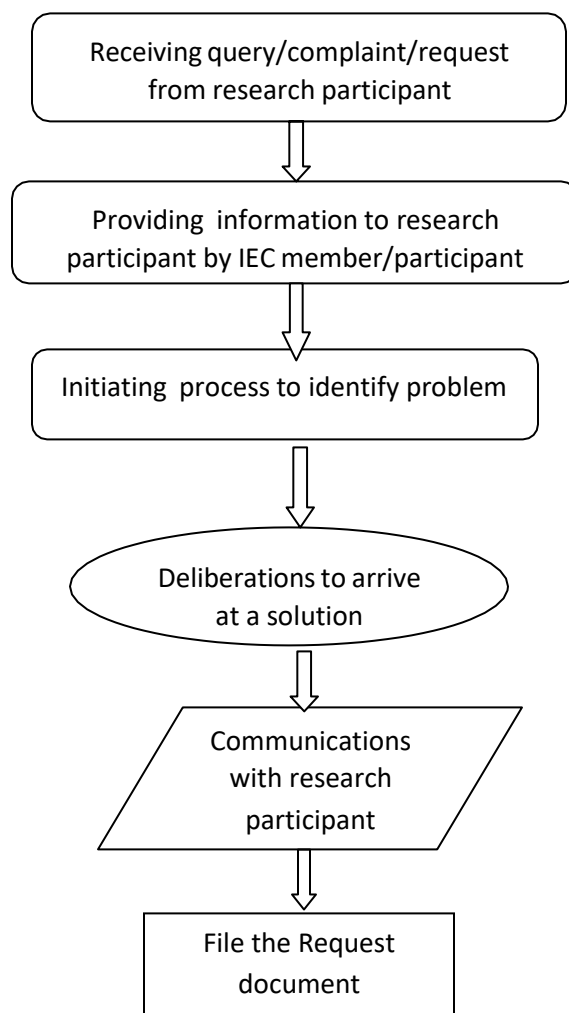 Receiving query/complaint/request
from research participant
Providing information to research
participant by IEC member/participant
Initiating process to identify problem
Deliberations to arrive
at a solution
Communications
with research
participant
File the Request
document